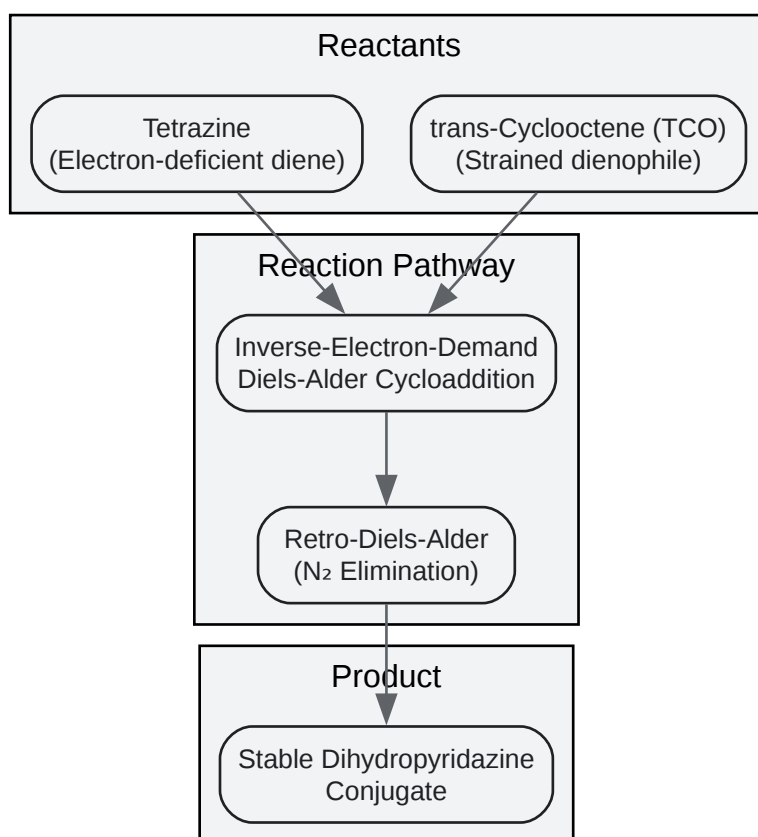 Reactants
Tetrazine
(Electron-deficient diene)
trans-Cyclooctene (TCO)
(Strained dienophile)
Reaction Pathway
Inverse-Electron-Demand
Diels-Alder Cycloaddition
Retro-Diels-Alder
(N₂ Elimination)
Product
Stable Dihydropyridazine
Conjugate